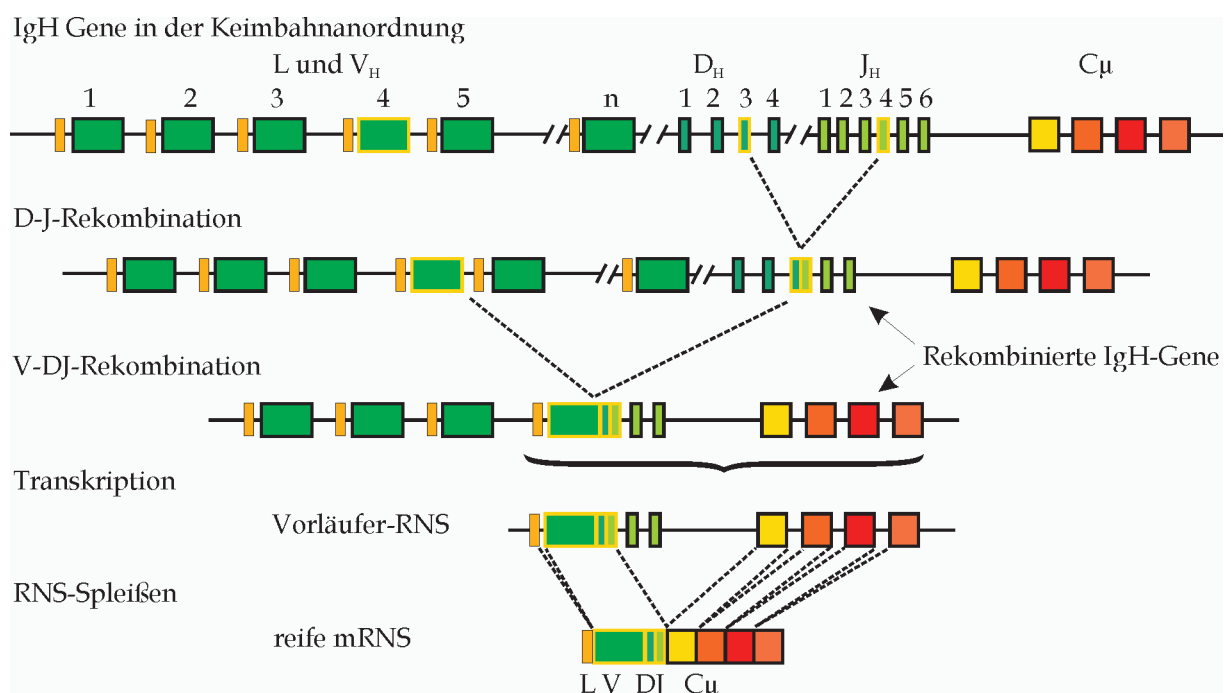 IgH Gene in der Keimbahnanordnung
L und VH DH JH Cµ
1 2 3 4 5 n 1 2 3 4 1 2 3 4 5 6
D-J-Rekombination
Rekombinierte IgH-Gene
V-DJ-Rekombination
Transkription
Vorläufer-RNS
RNS-Spleißen
reife mRNS
L V DJ Cµ